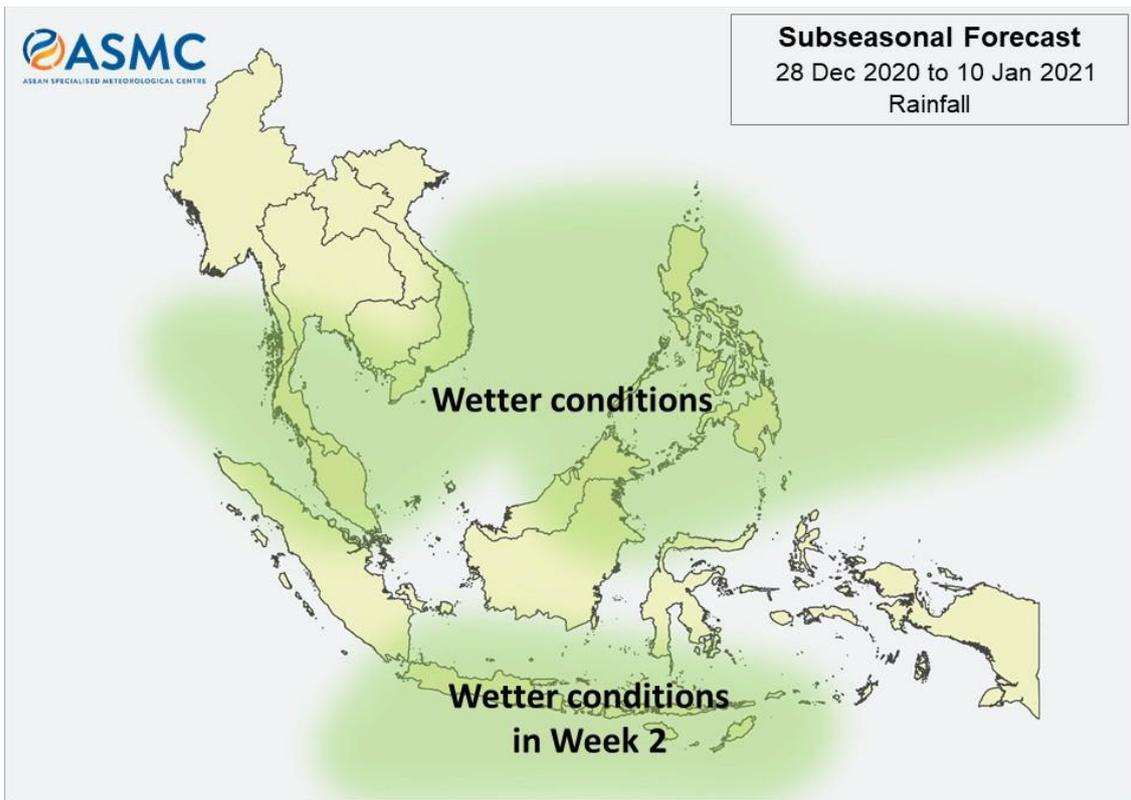 ASMC
ASEAN SPECIALISED METEOROLOGICAL CENTRE
Subseasonal Forecast
28 Dec 2020 to 10 Jan 2021
Rainfall
Wetter conditions
Wetter conditions
in Week 2